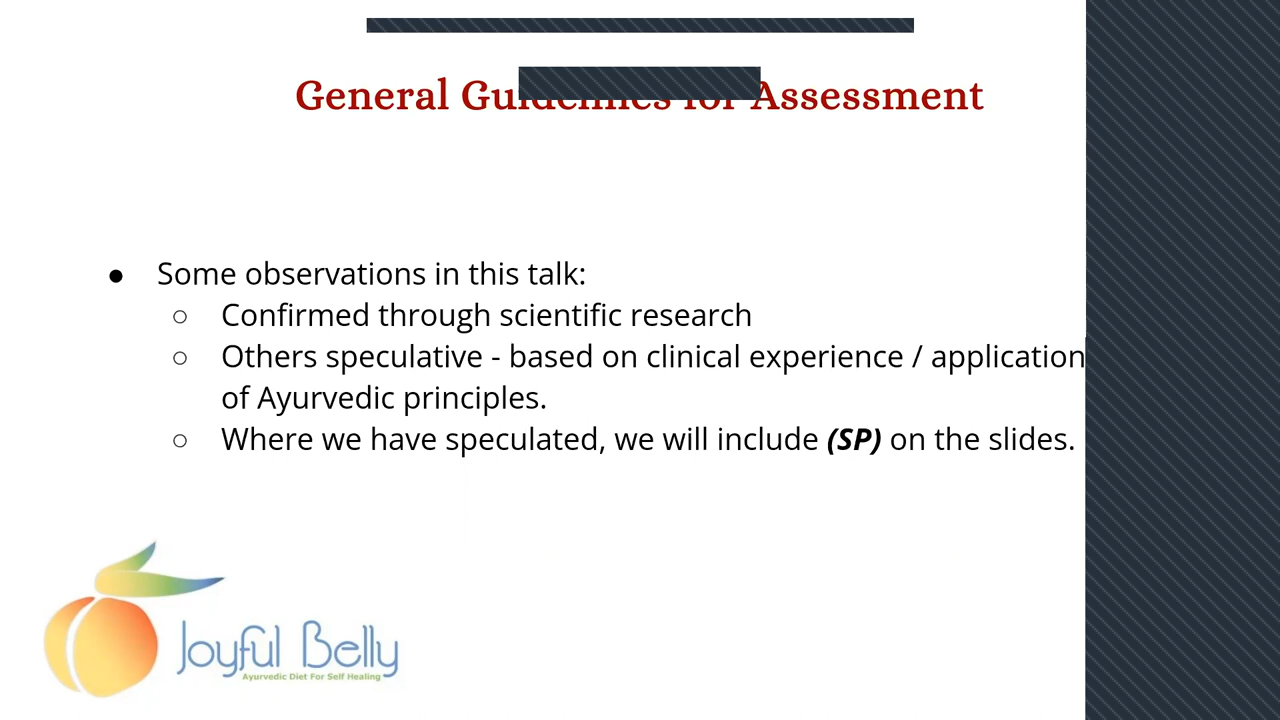 General Guidelines for Assessment
● Some observations in this talk:
○ Confirmed through scientific research
○ Others speculative - based on clinical experience / application
of Ayurvedic principles.
○ Where we have speculated, we will include (SP) on the slides.
Joyful Belly
Ayurvedic Diet For Self Healing